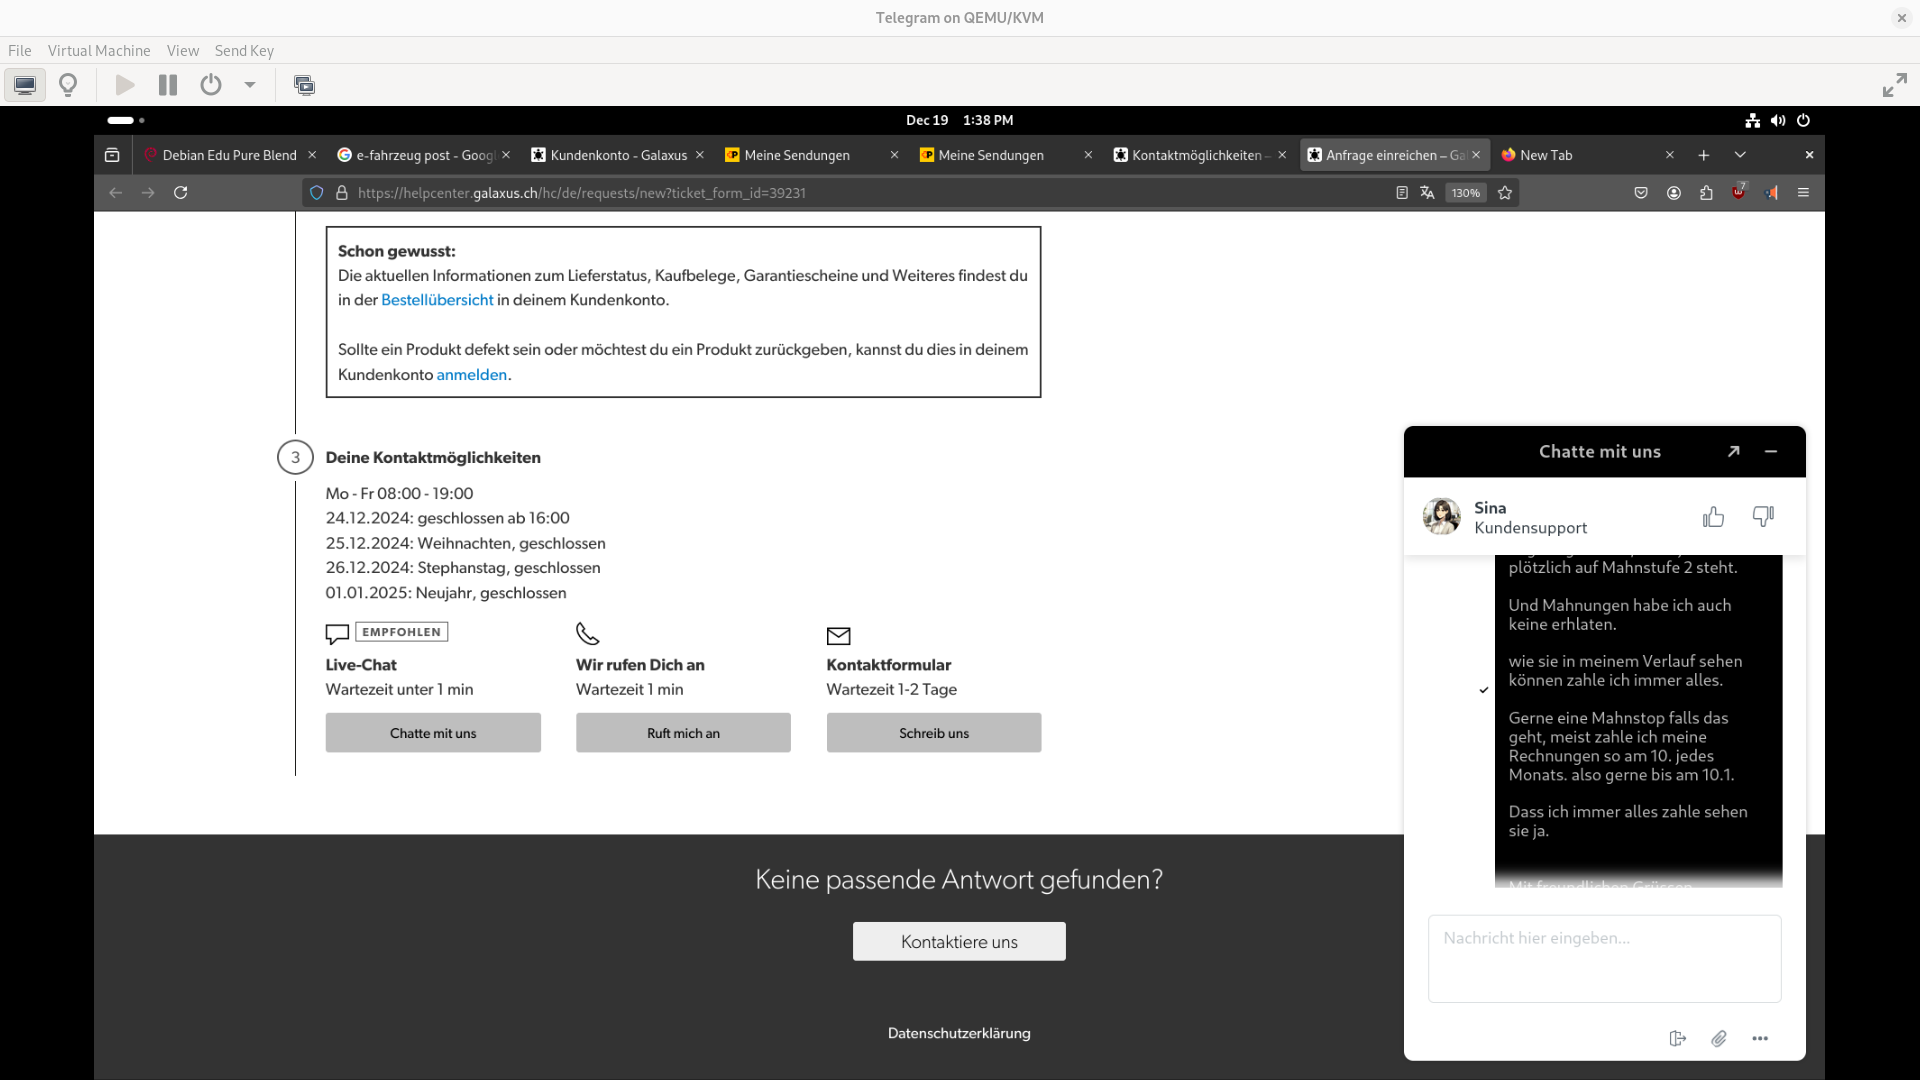 Telegram on QEMU/KVM
File Virtual Machine View Send Key
Dec 19 1:38 PM
Debian Edu Pure Blend
e-fahrzeug post - Googl
Kundenkonto - Galaxus
Meine Sendungen
Meine Sendungen
Kontaktmöglichkeiten –
Anfrage einreichen – Ga
New Tab
https://helpcenter.galaxus.ch/hc/de/requests/new?ticket_form_id=39231
130%
7
Schon gewusst:
Die aktuellen Informationen zum Lieferstatus, Kaufbelege, Garantiescheine und Weiteres findest du
in der Bestellübersicht in deinem Kundenkonto.
Sollte ein Produkt defekt sein oder möchtest du ein Produkt zurückgeben, kannst du dies in deinem
Kundenkonto anmelden.
3 Deine Kontaktmöglichkeiten
Mo - Fr 08:00 - 19:00
24.12.2024: geschlossen ab 16:00
25.12.2024: Weihnachten, geschlossen
26.12.2024: Stephanstag, geschlossen
01.01.2025: Neujahr, geschlossen
EMPFOHLEN
Live-Chat
Wartezeit unter 1 min
Chatte mit uns
Wir rufen Dich an
Wartezeit 1 min
Ruft mich an
Kontaktformular
Wartezeit 1-2 Tage
Schreib uns
Keine passende Antwort gefunden?
Kontaktiere uns
Datenschutzerklärung
Chatte mit uns
Sina
Kundensupport
plötzlich auf Mahnstufe 2 steht.
Und Mahnungen habe ich auch
keine erhlaten.
wie sie in meinem Verlauf sehen
können zahle ich immer alles.
Gerne eine Mahnstop falls das
geht, meist zahle ich meine
Rechnungen so am 10. jedes
Monats. also gerne bis am 10.1.
Dass ich immer alles zahle sehen
sie ja.
Mit freundlichen Grüssen
Nachricht hier eingeben...